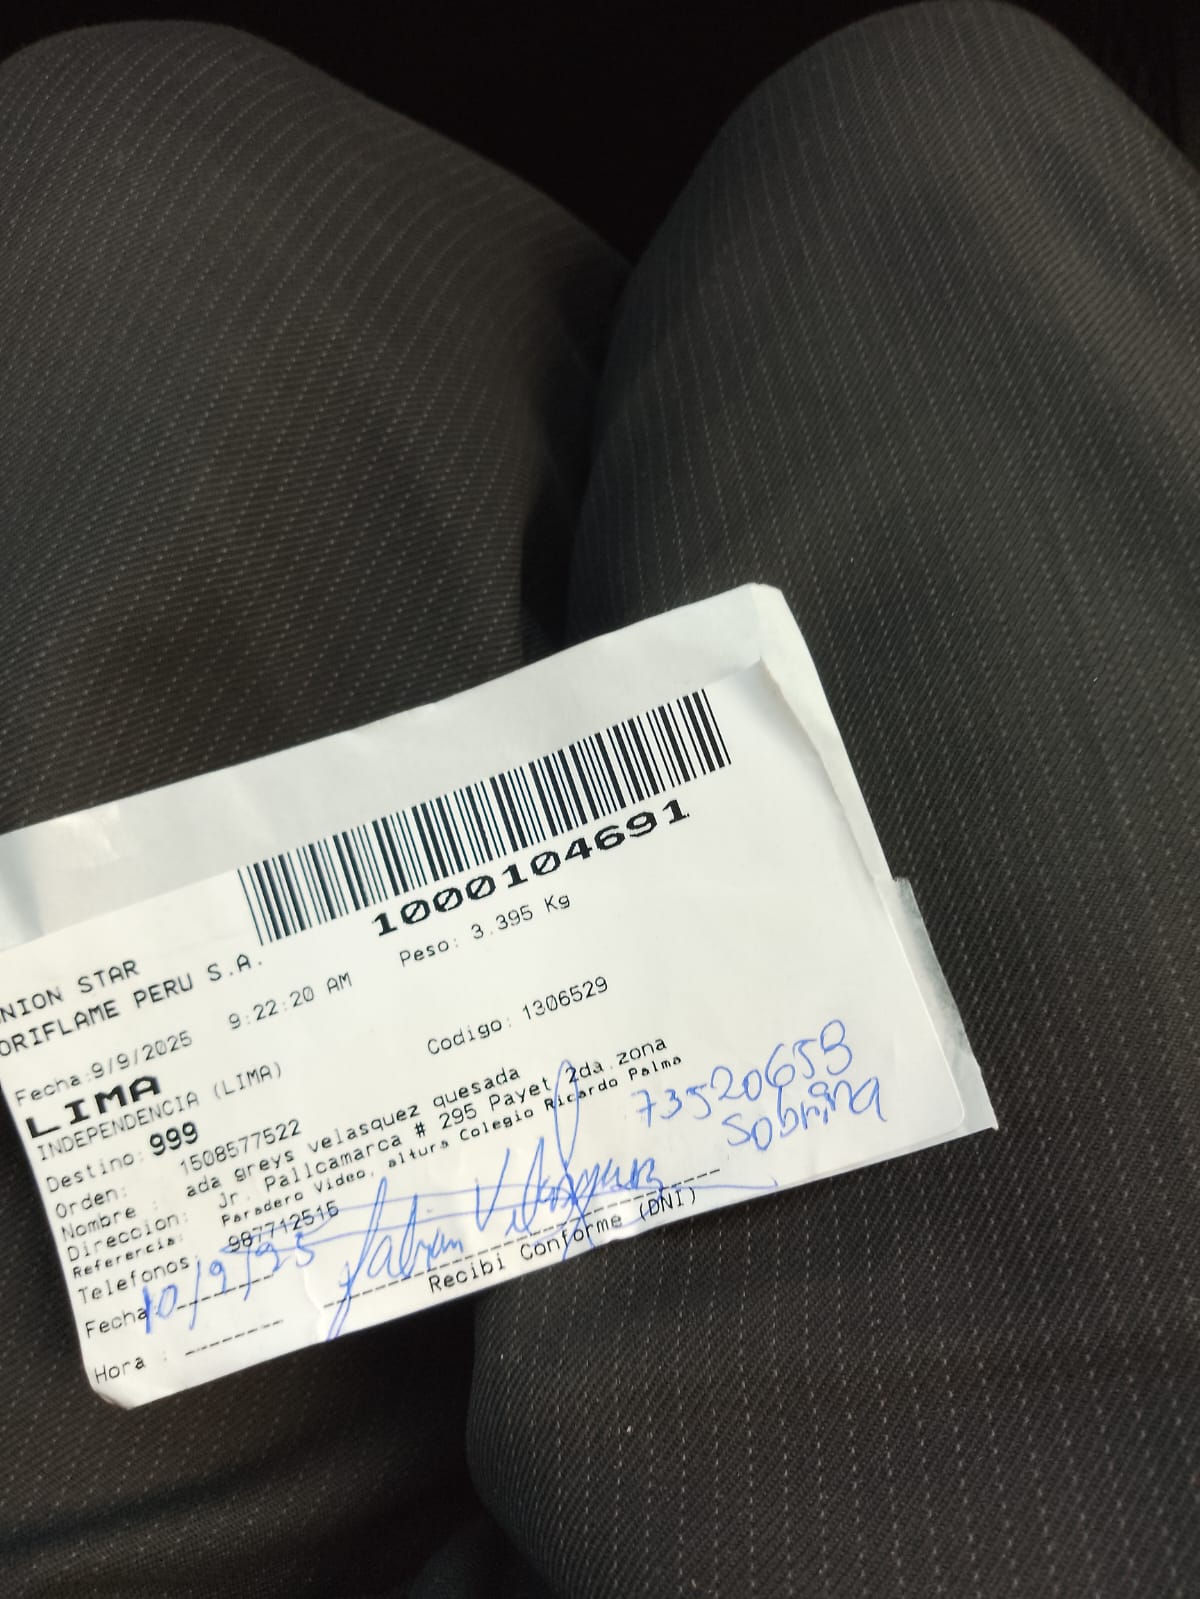 1000104691
NION STAR
ORIFLAME PERU S.A.
Fecha:9/9/2025 9:22:20 AM Peso: 3.395 Kg
LIMA
INDEPENDENCIA (LIMA) Codigo: 1306529
Destino: 999
Orden: 1508577522
Nombre : ada greys velasquez quesada
Direccion: Jr. Pallcamarca # 295 Payet 2da.zona
Referencia: Paradero Video, altura Colegio Ricardo Palma
Telefonos: 987712516
73520653
Sobrina
Fecha: 10/9/25
Recibi Conforme (DNI)
Hora :